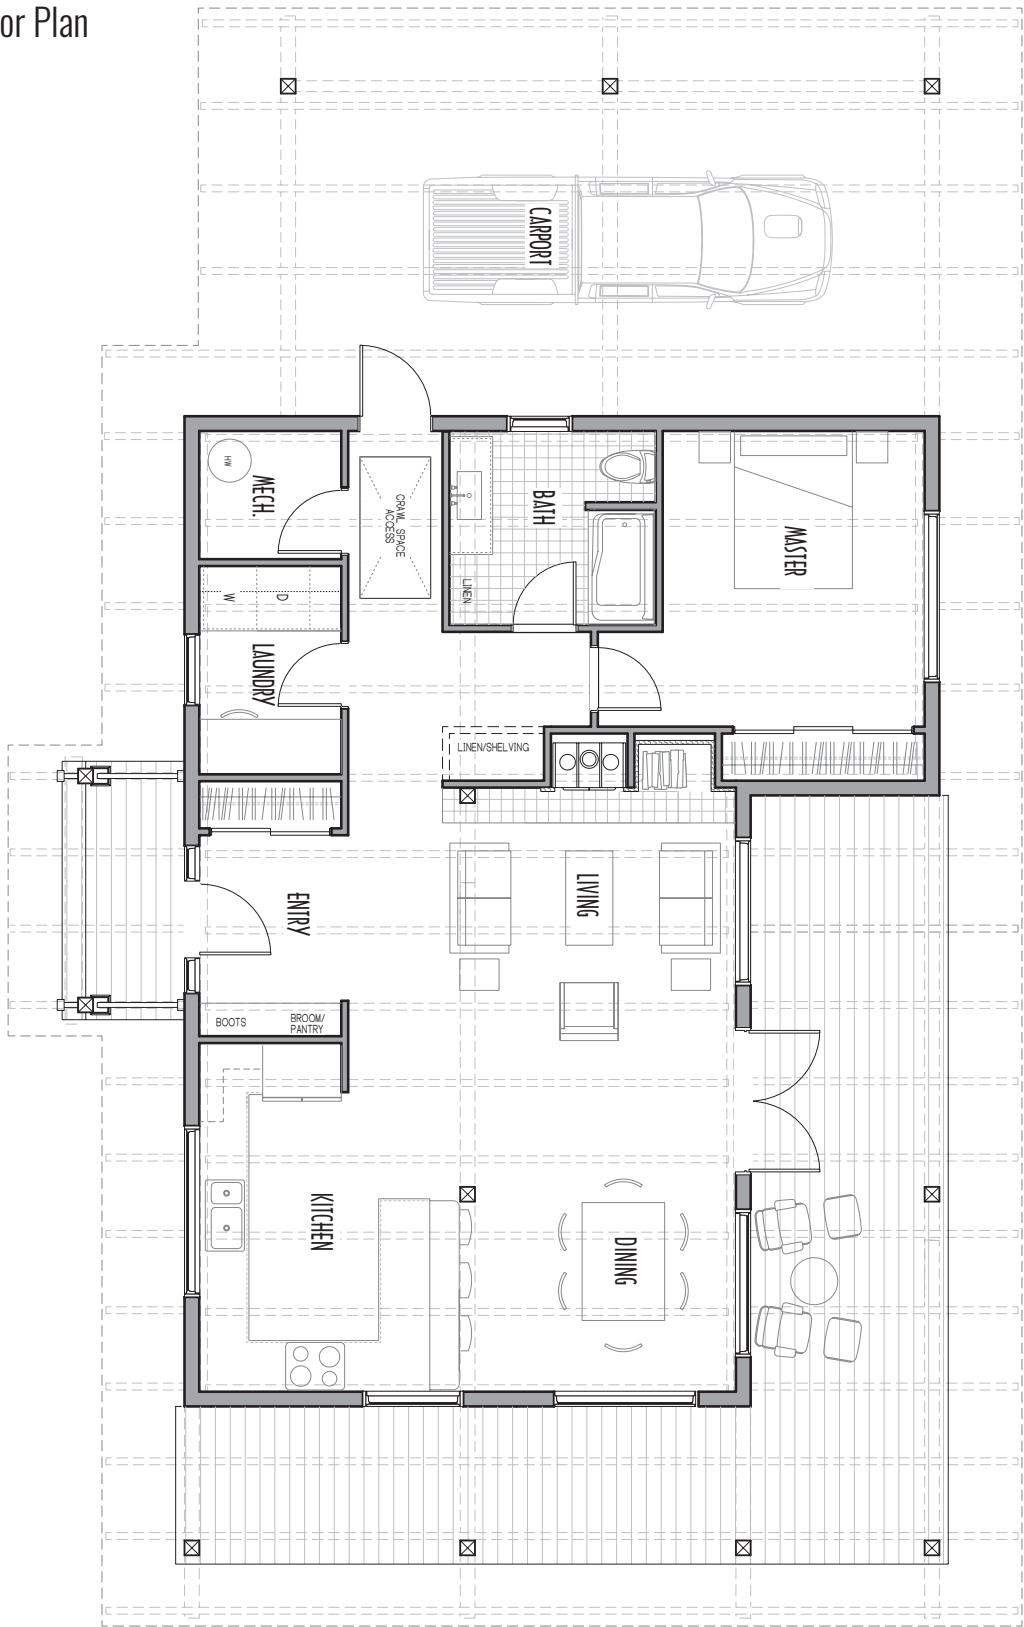 or Plan
CARPORT
HW
MECH.
CRAWL SPACE
ACCESS
BATH
LINEN
MASTER
W
D
LAUNDRY
LINEN/SHELVING
ENTRY
LIVING
BOOTS
BROOM/
PANTRY
KITCHEN
DINING